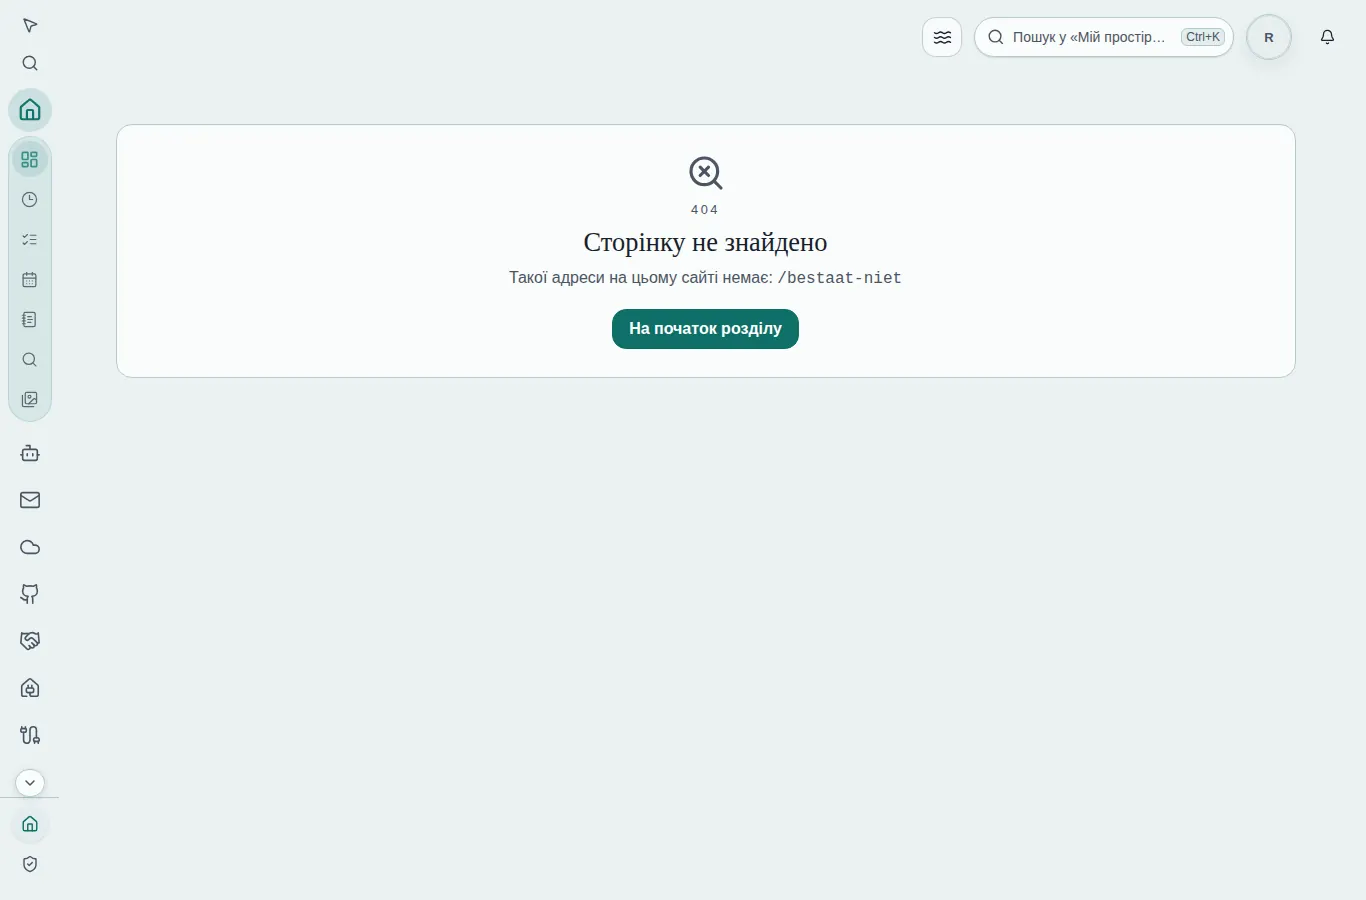 Пошук у «Мій простір… Ctrl+K R
404
Сторінку не знайдено
Такої адреси на цьому сайті немає: /bestaat-niet
На початок розділу